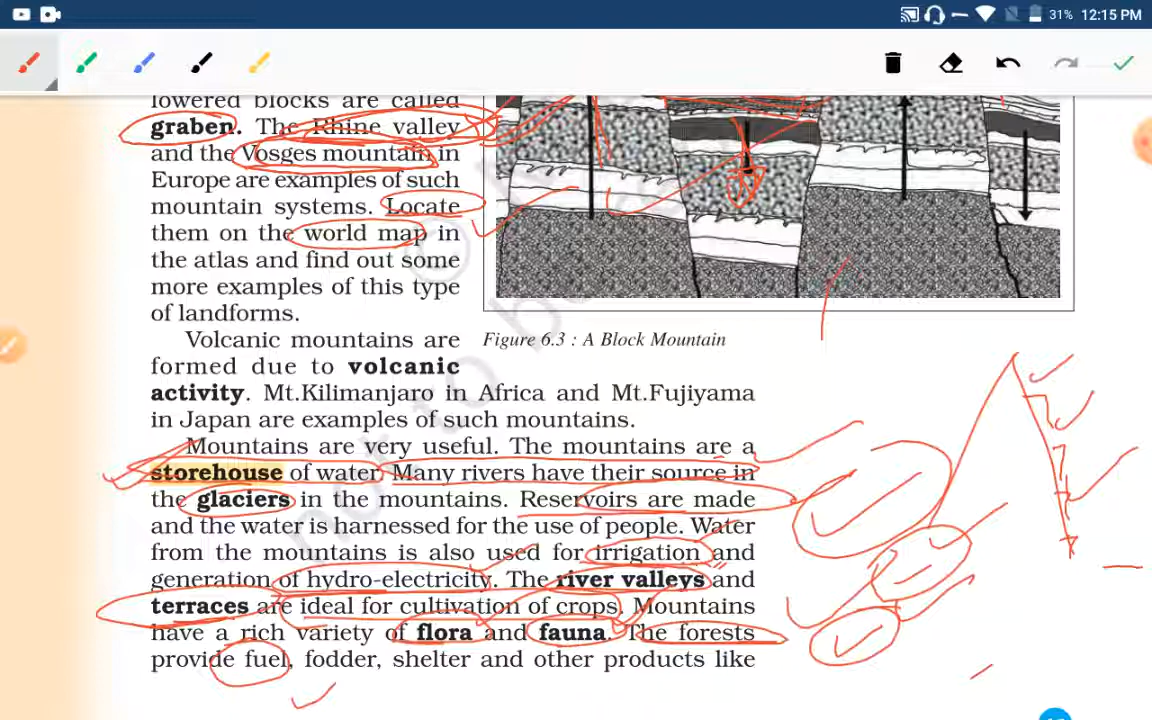 31% 12:15 PM
lowered blocks are called
graben. The Rhine valley
and the Vosges mountain in
Europe are examples of such
mountain systems. Locate
them on the world map in
the atlas and find out some
more examples of this type
of landforms.
Figure 6.3 : A Block Mountain
Volcanic mountains are
formed due to volcanic
activity. Mt.Kilimanjaro in Africa and Mt.Fujiyama
in Japan are examples of such mountains.
Mountains are very useful. The mountains are a
storehouse of water. Many rivers have their source in
the glaciers in the mountains. Reservoirs are made
and the water is harnessed for the use of people. Water
from the mountains is also used for irrigation and
generation of hydro-electricity. The river valleys and
terraces are ideal for cultivation of crops. Mountains
have a rich variety of flora and fauna. The forests
provide fuel, fodder, shelter and other products like